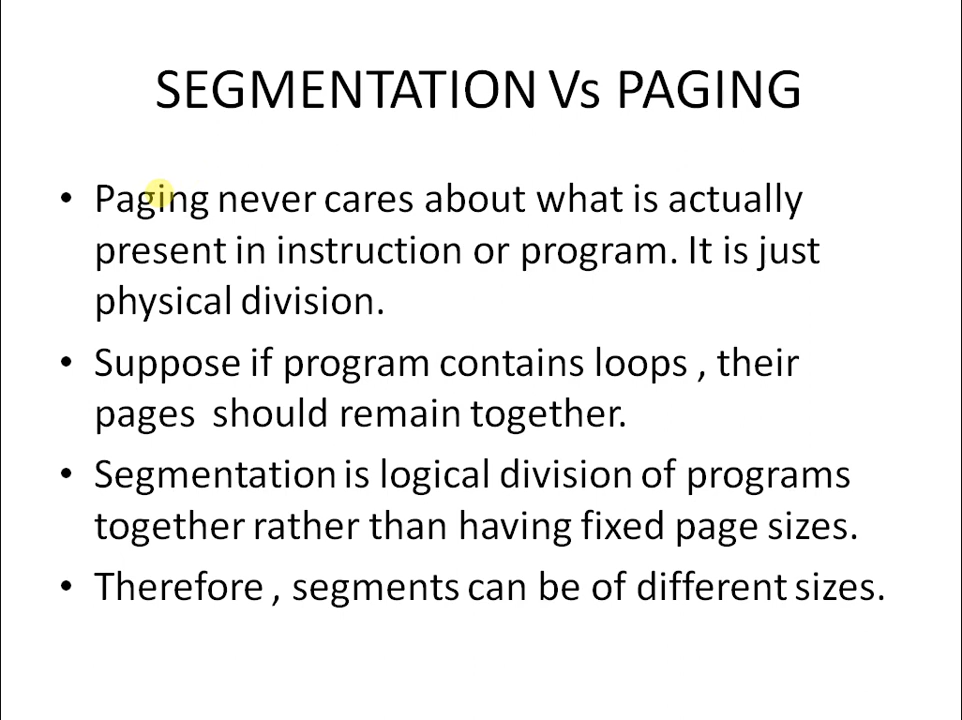 SEGMENTATION Vs PAGING
• Paging never cares about what is actually
present in instruction or program. It is just
physical division.
• Suppose if program contains loops , their
pages  should remain together.
• Segmentation is logical division of programs
together rather than having fixed page sizes.
• Therefore , segments can be of different sizes.